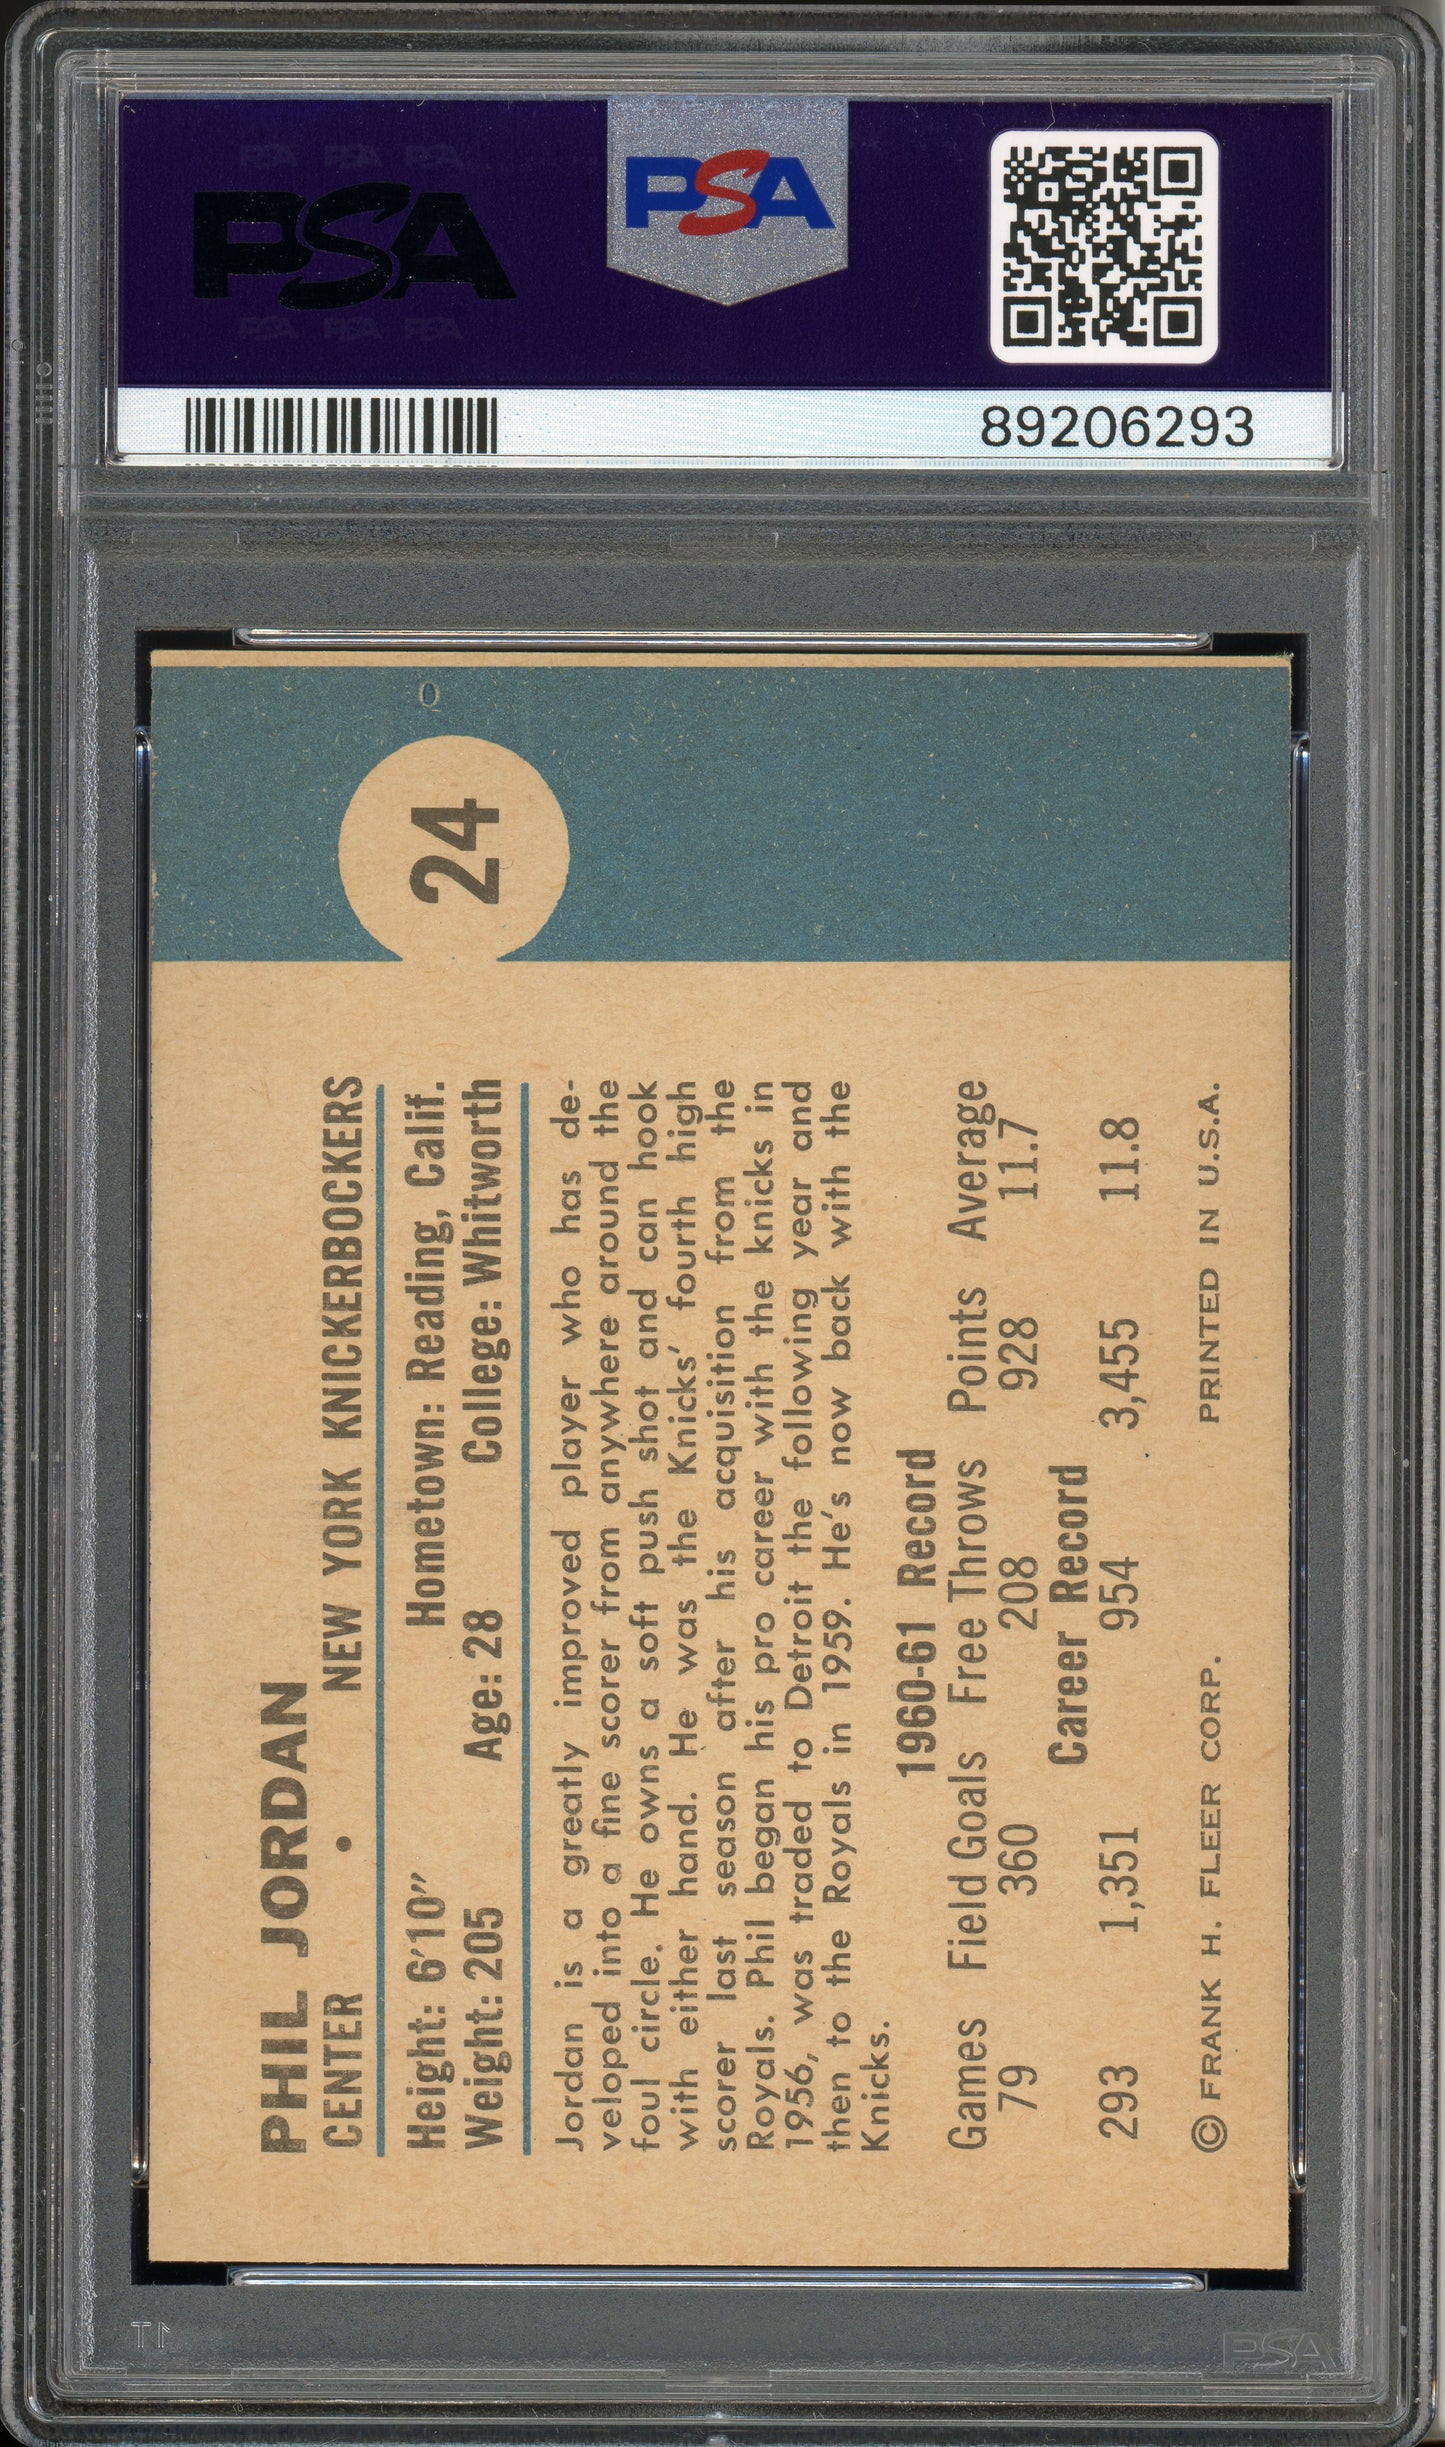 PSA
PSA
89206293
24
PHIL JORDAN
CENTER • NEW YORK KNICKERBOCKERS
Height: 6'10" Hometown: Reading, Calif.
Weight: 205 Age: 28 College: Whitworth
Jordan is a greatly improved player who has de-
veloped into a fine scorer from anywhere around the
foul circle. He owns a soft push shot and can hook
with either hand. He was the Knicks' fourth high
scorer last season after his acquisition from the
Royals. Phil began his pro career with the knicks in
1956, was traded to Detroit the following year and
then to the Royals in 1959. He's now back with the
Knicks.
1960-61 Record
Games Field Goals Free Throws Points Average
79 360 208 928 11.7
Career Record
293 1,351 954 3,455 11.8
© FRANK H. FLEER CORP. PRINTED IN U.S.A.
PSA